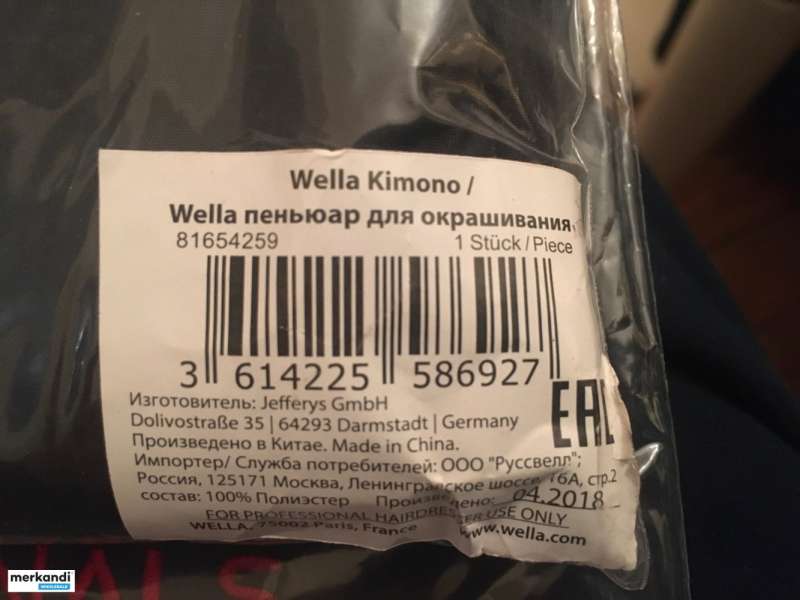 Wella Kimono /
Wella пеньюар для окрашивания
81654259 1 Stück / Piece
3 614225 586927
EAC
Изготовитель: Jefferys GmbH
Dolivostraße 35 | 64293 Darmstadt | Germany
Произведено в Китае. Made in China.
Импортер/ Служба потребителей: ООО "Руссвелл";
Россия, 125171 Москва, Ленинградское шоссе, 16А, стр.2
состав: 100% Полиэстер Произведено: 04.2018
FOR PROFESSIONAL HAIRDRESSER USE ONLY
WELLA, 75002 Paris, France www.wella.com
merkandi
WHOLESALE